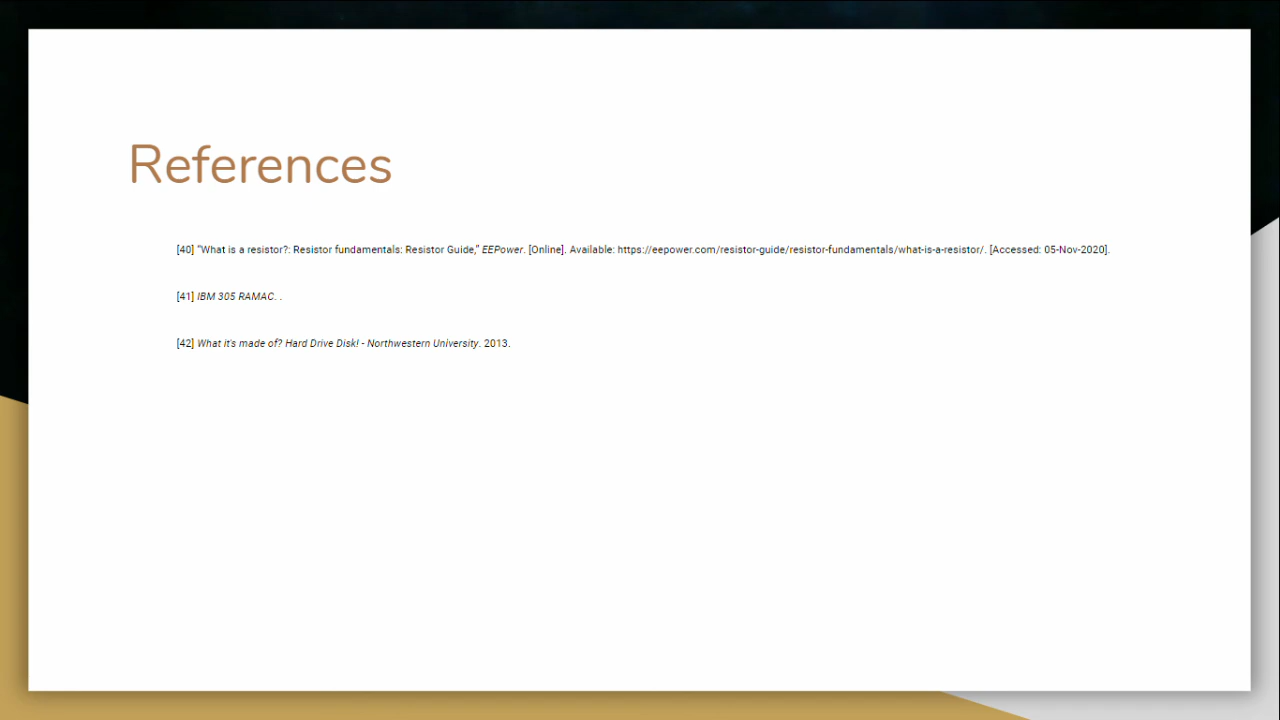 References
[40] “What is a resistor?: Resistor fundamentals: Resistor Guide,” EEPower. [Online]. Available: https://eepower.com/resistor-guide/resistor-fundamentals/what-is-a-resistor/. [Accessed: 05-Nov-2020].
[41] IBM 305 RAMAC. .
[42] What it's made of? Hard Drive Disk! - Northwestern University. 2013.